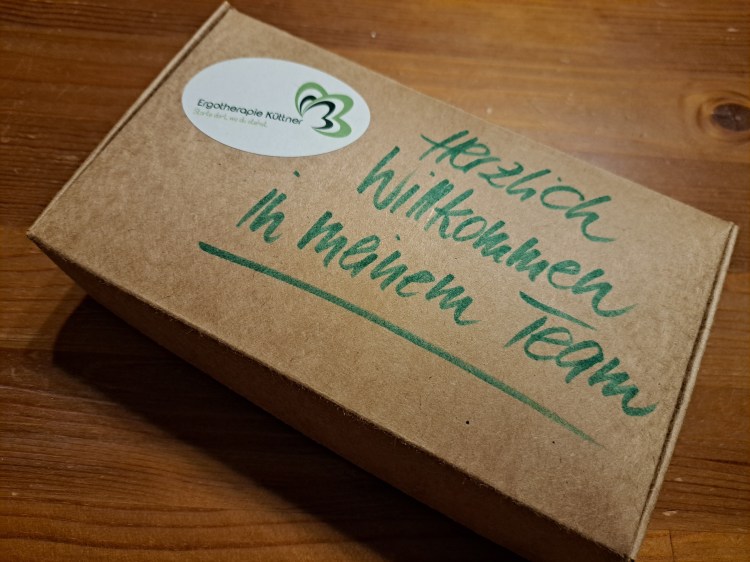 Ergotherapie Küttner
Herzlich
Willkommen
in meinem Team